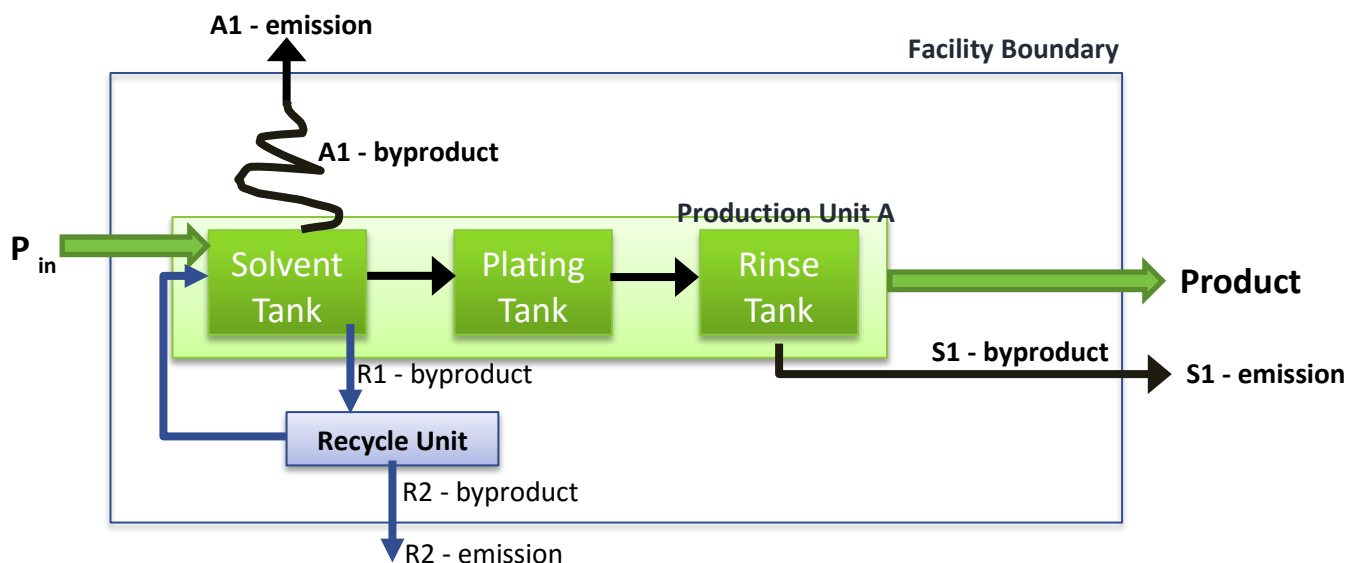 A1 - emission
Facility Boundary
A1 - byproduct
Production Unit A
P in
Solvent
Tank
Plating
Tank
Rinse
Tank
Product
R1 - byproduct
S1 - byproduct
S1 - emission
Recycle Unit
R2 - byproduct
R2 - emission